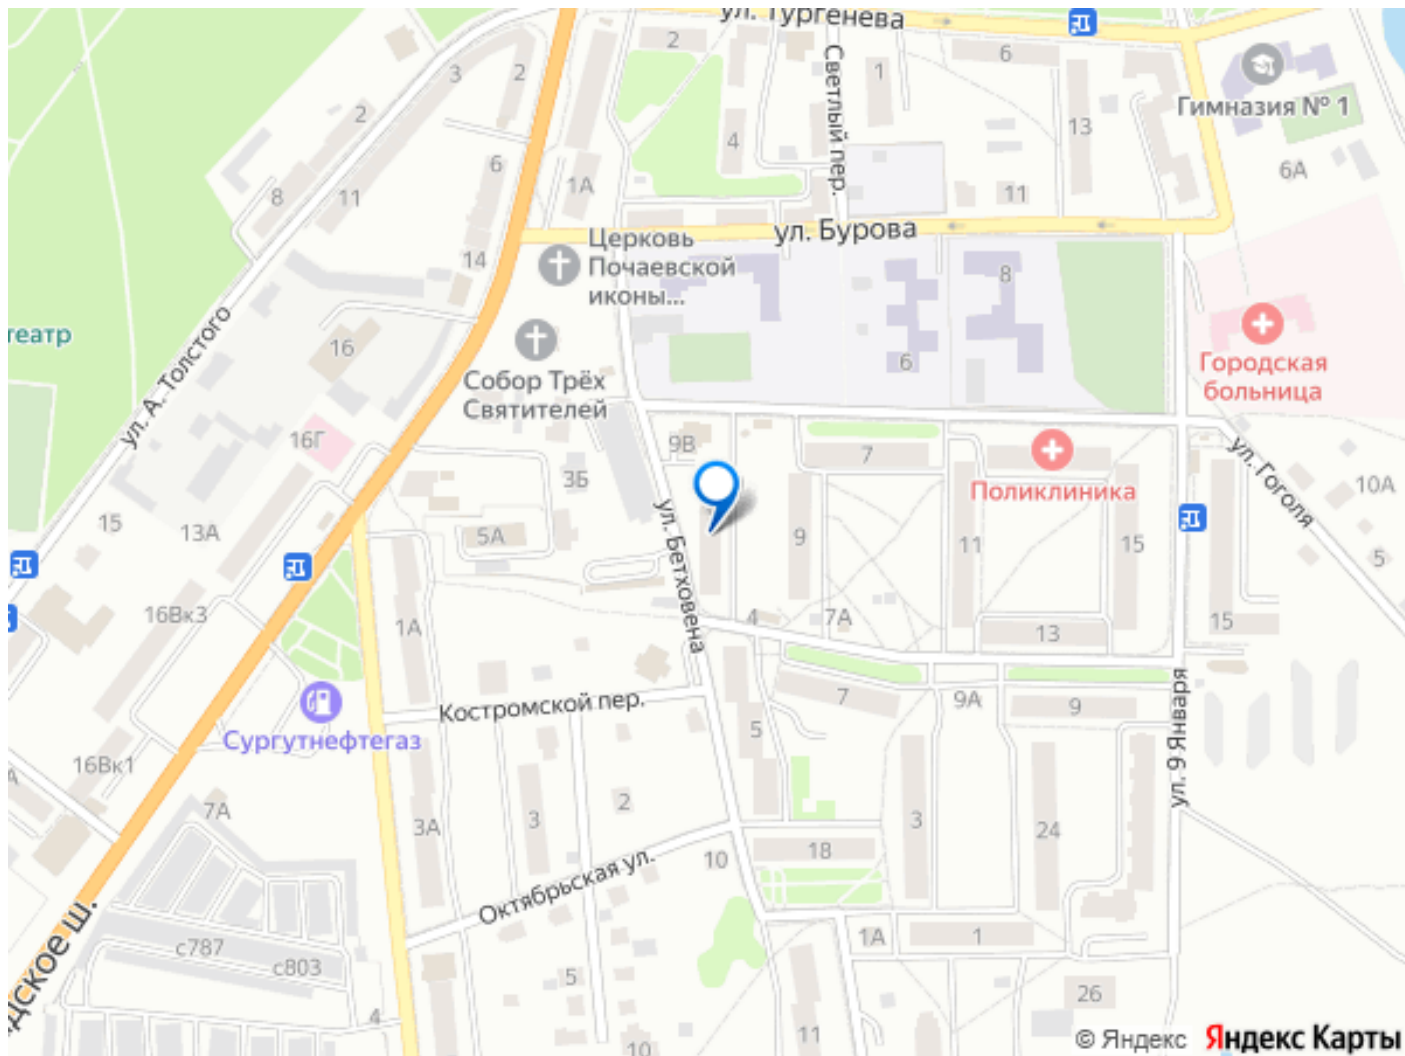 ул. Тургенева
2
3
2
2
Светлый пер.
1
6
Гимназия № 1
13
4
6
1А
8
11
11
6А
ул. Бурова
14
Церковь
Почаевской
иконы...
8
театр
16
ул. А. Толстого
Собор Трёх
Святителей
6
Городская
больница
16Г
9В
7
3Б
Поликлиника
ул. Гоголя
10А
15
13А
5А
ул. Бетховена
9
11
15
5
16Вк3
1А
4
7А
13
15
Костромской пер.
7
9А
9
Сургутнефтегаз
5
ул. 9 Января
16Вк1
7А
3А
3
2
3
24
Октябрьская ул.
10
18
дское ш.
с787
с803
1А
1
5
26
4
11
10
© Яндекс Яндекс Карты